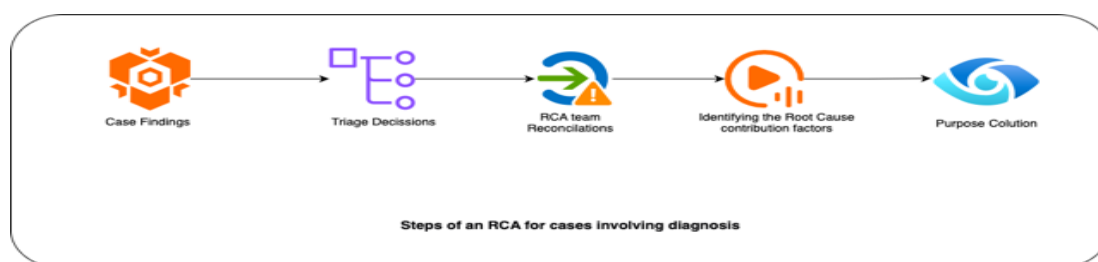 Case Findings
Triage Decissions
RCA team
Reconcilations
Identifying the Root Cause
contribution factors
Purpose Colution
Steps of an RCA for cases involving diagnosis